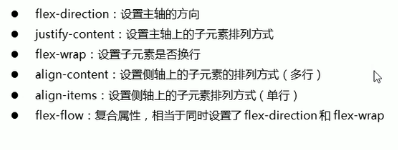 ● flex-direction：设置主轴的方向
● justify-content：设置主轴上的子元素排列方式
● flex-wrap：设置子元素是否换行
● align-content：设置侧轴上的子元素的排列方式（多行）
● align-items：设置侧轴上的子元素排列方式（单行）
● flex-flow：复合属性，相当于同时设置了 flex-direction 和 flex-wrap